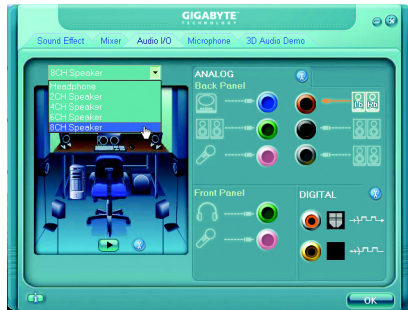 GIGABYTE
TECHNOLOGY
Sound Effect Mixer Audio I/O Microphone 3D Audio Demo
8CH Speaker
Headphone
2CH Speaker
4CH Speaker
6CH Speaker
8CH Speaker
ANALOG
Back Panel
Front Panel
DIGITAL
OK